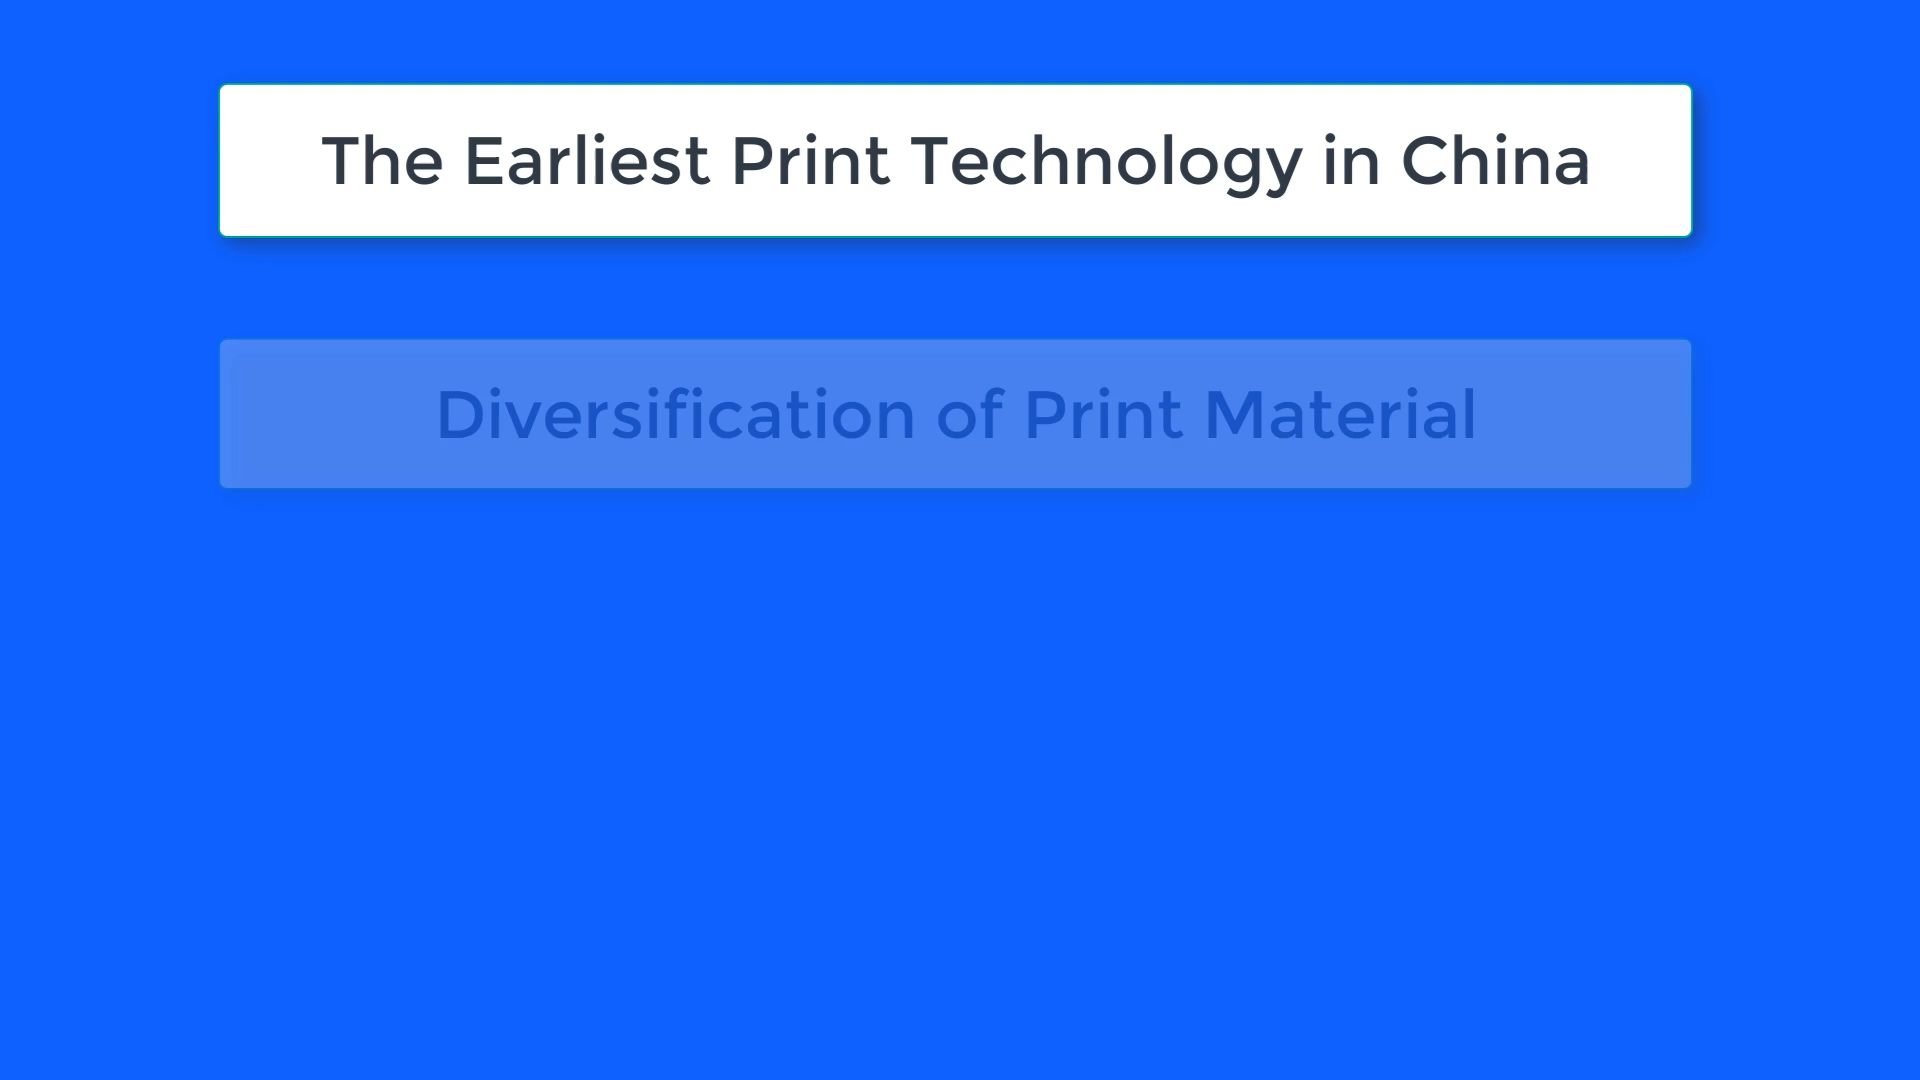 The Earliest Print Technology in China
Diversification of Print Material